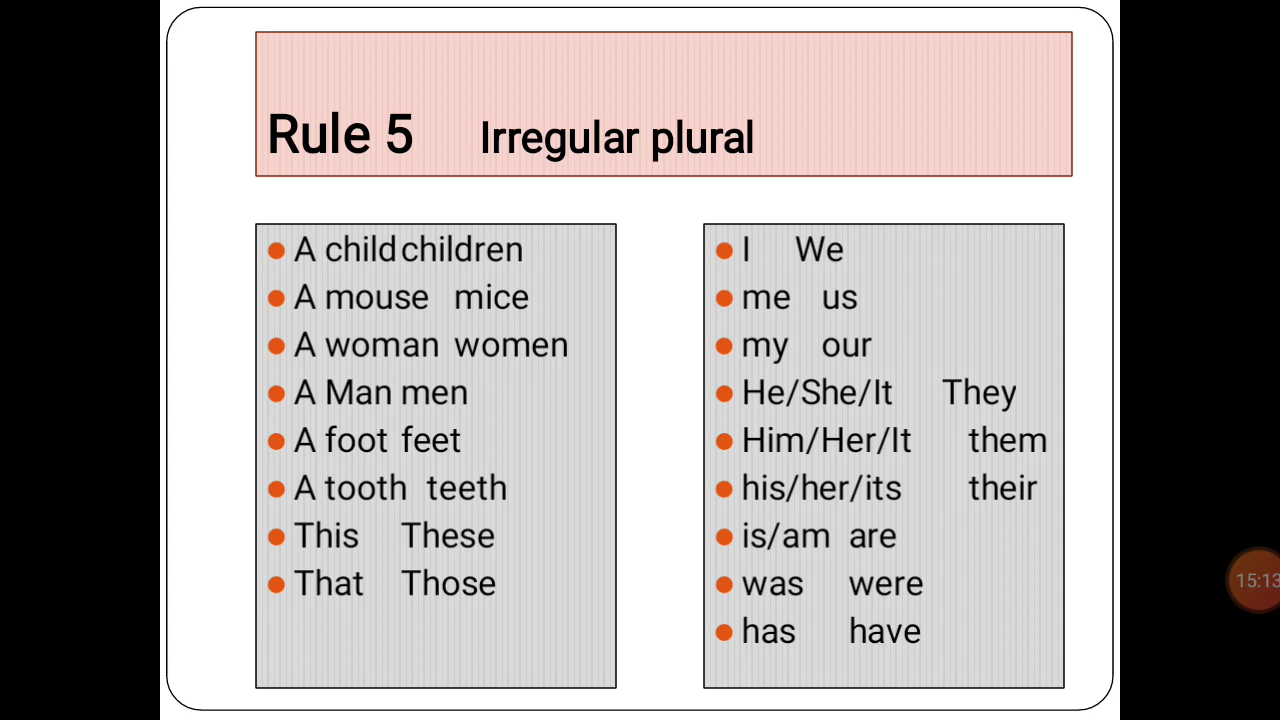 Rule 5 Irregular plural
A child children
A mouse mice
A woman women
A Man men
A foot feet
A tooth teeth
This These
That Those
I We
me us
my our
He/She/It They
Him/Her/It them
his/her/its their
is/am are
was were
has have
15:13